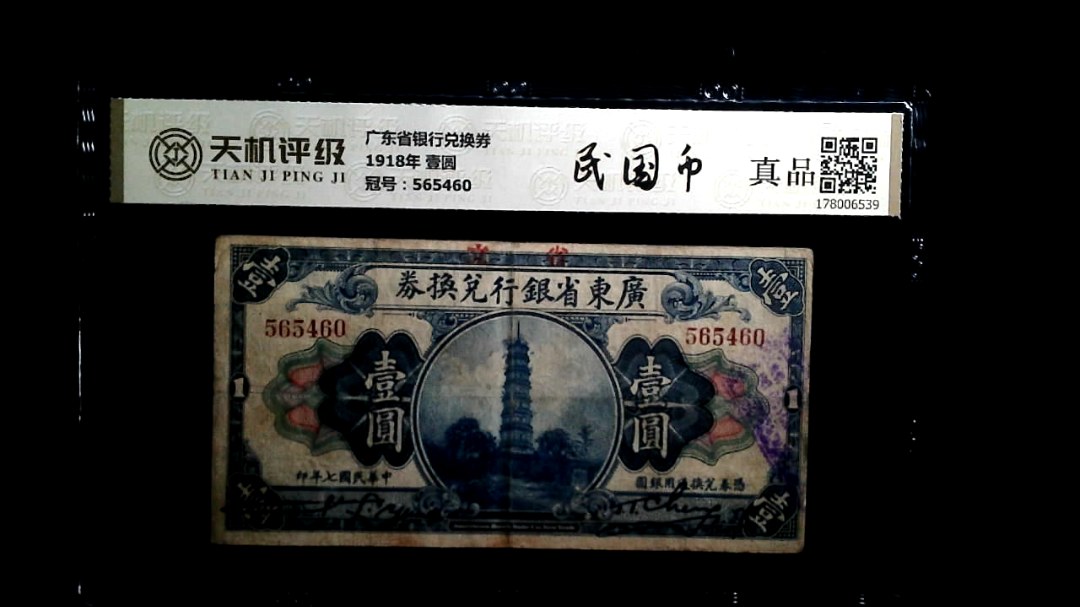 天机评级
TIAN JI PING JI
广东省银行兑换券
1918年 壹圆
冠号：565460
民国币
真品
178006539
省
券換兌行銀省東廣
壹
壹
565460
565460
壹圓
壹圓
1
1
印年七國民華中
圓銀用通換兌券憑
壹
壹